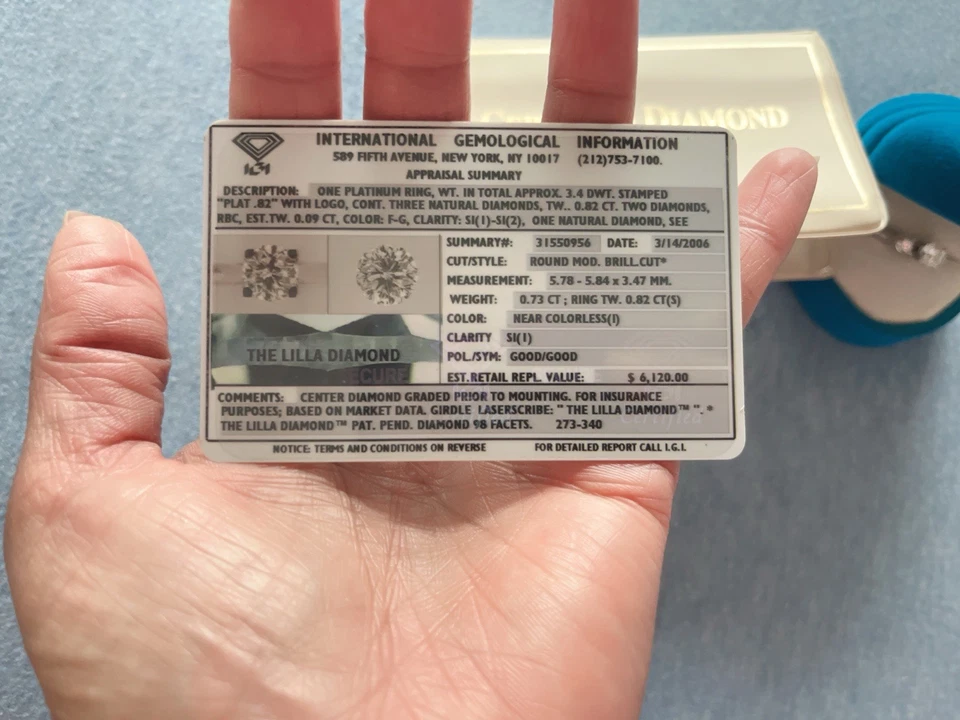 INTERNATIONAL GEMOLOGICAL INFORMATION
589 FIFTH AVENUE, NEW YORK, NY 10017 (212)753-7100.
APPRAISAL SUMMARY
DESCRIPTION: ONE PLATINUM RING, WT. IN TOTAL APPROX. 3.4 DWT. STAMPED
"PLAT .82" WITH LOGO, CONT. THREE NATURAL DIAMONDS, TW.. 0.82 CT. TWO DIAMONDS,
RBC, EST.TW. 0.09 CT, COLOR: F-G, CLARITY: SI(1)-SI(2), ONE NATURAL DIAMOND, SEE
SUMMARY#: 31550956 DATE: 3/14/2006
CUT/STYLE: ROUND MOD. BRILL.CUT*
MEASUREMENT: 5.78 - 5.84 x 3.47 MM.
WEIGHT: 0.73 CT ; RING TW. 0.82 CT(S)
COLOR: NEAR COLORLESS(I)
CLARITY SI(1)
POL./SYM: GOOD/GOOD
EST.RETAIL REPL. VALUE: $ 6,120.00
THE LILLA DIAMOND
COMMENTS: CENTER DIAMOND GRADED PRIOR TO MOUNTING. FOR INSURANCE
PURPOSES; BASED ON MARKET DATA. GIRDLE LASERSCRIBE: " THE LILLA DIAMOND™ ". *
THE LILLA DIAMOND™ PAT. PEND. DIAMOND 98 FACETS. 273-340
NOTICE: TERMS AND CONDITIONS ON REVERSE FOR DETAILED REPORT CALL I.G.I.
DIAMOND